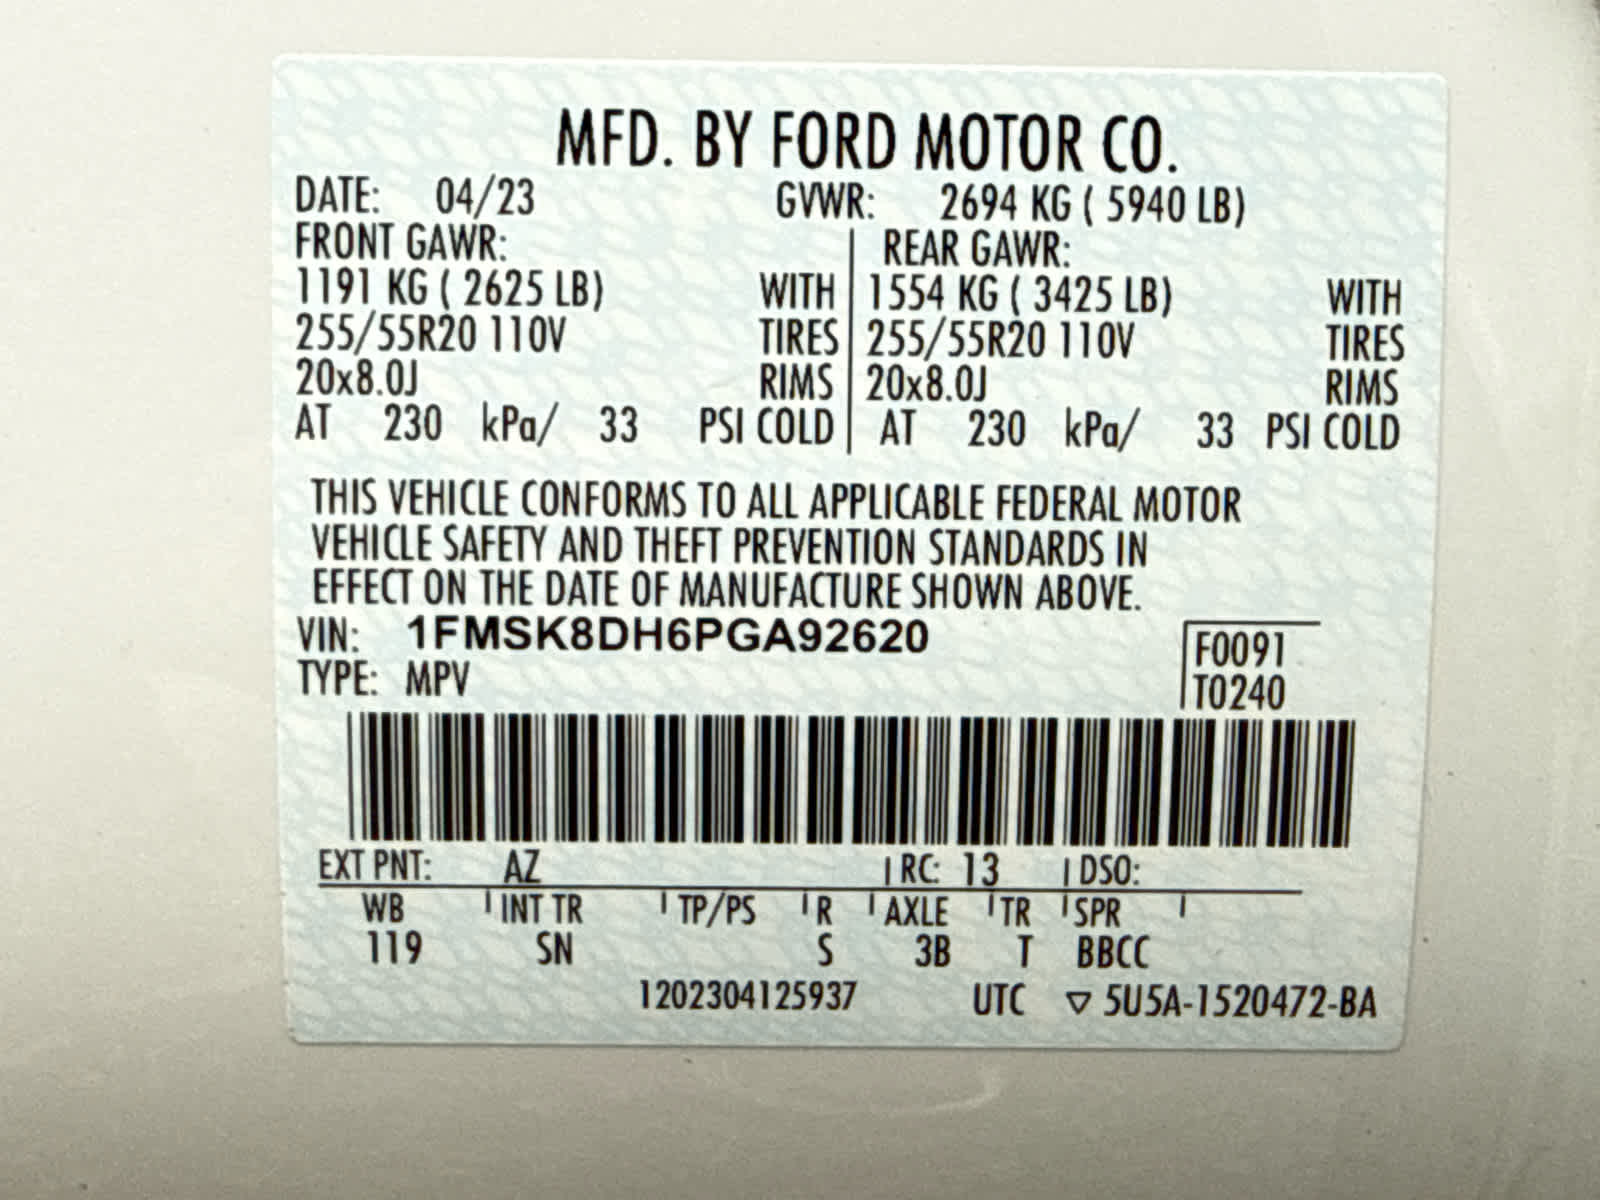 MFD. BY FORD MOTOR CO.
DATE: 04/23 GVWR: 2694 KG ( 5940 LB)
FRONT GAWR: REAR GAWR:
1191 KG ( 2625 LB) WITH 1554 KG ( 3425 LB) WITH
255/55R20 110V TIRES 255/55R20 110V TIRES
20x8.0J RIMS 20x8.0J RIMS
AT 230 kPa/ 33 PSI COLD AT 230 kPa/ 33 PSI COLD
THIS VEHICLE CONFORMS TO ALL APPLICABLE FEDERAL MOTOR
VEHICLE SAFETY AND THEFT PREVENTION STANDARDS IN
EFFECT ON THE DATE OF MANUFACTURE SHOWN ABOVE.
VIN: 1FMSK8DH6PGA92620 F0091
TYPE: MPV T0240
EXT PNT: AZ RC: 13 DSO:
WB INT TR TP/PS R AXLE TR SPR
119 SN S 3B T BBCC
1202304125937 UTC ▽ 5U5A-1520472-BA